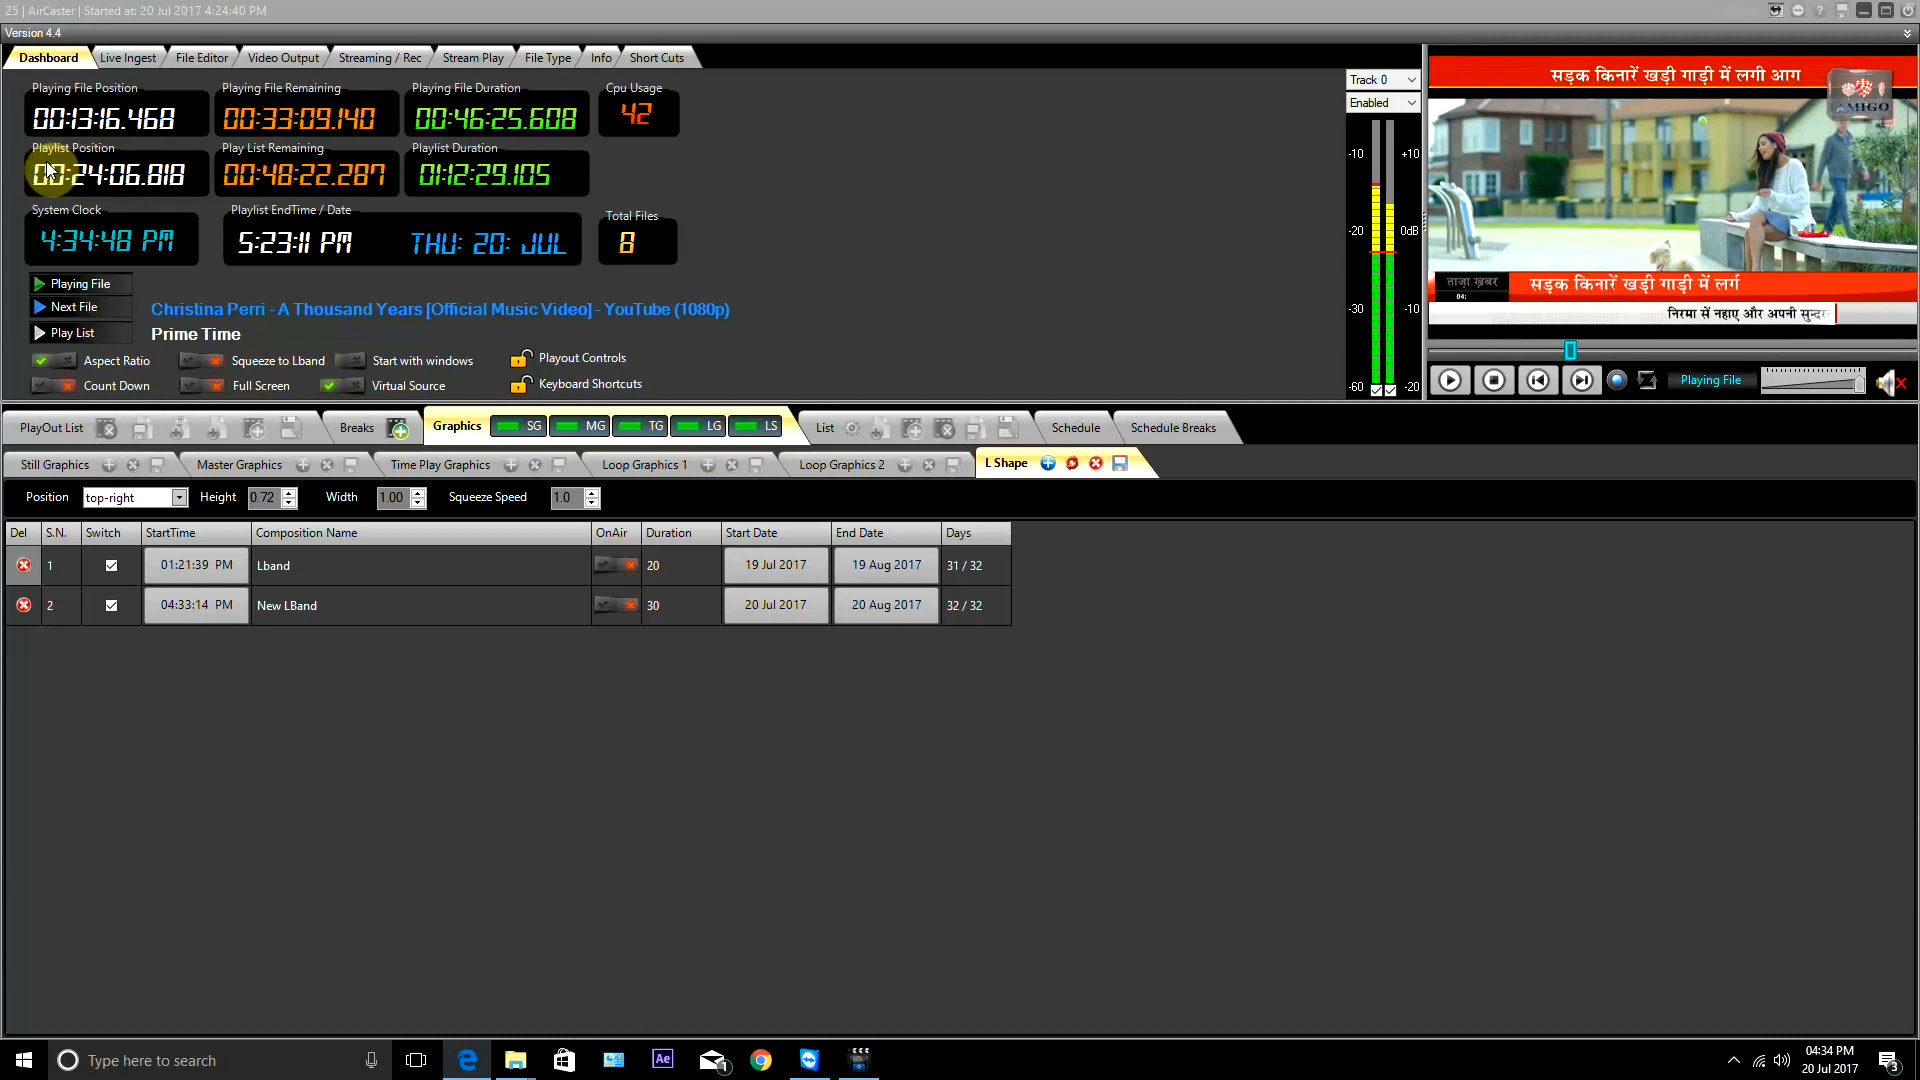 25 | AirCaster | Started at: 20 Jul 2017 4:24:40 PM
Version 4.4
Dashboard Live Ingest File Editor Video Output Streaming / Rec Stream Play File Type Info Short Cuts
Playing File Position Playing File Remaining Playing File Duration Cpu Usage
00:13:16.468 00:33:09.140 00:46:25.608 42
Playlist Position Play List Remaining Playlist Duration
00:24:06.818 00:48:22.287 01:12:29.105
System Clock Playlist EndTime / Date Total Files
4:34:48 PM 5:23:11 PM THU: 20: JUL 8
Playing File
Next File Christina Perri - A Thousand Years [Official Music Video] - YouTube (1080p)
Play List Prime Time
Aspect Ratio Squeeze to Lband Start with windows Playout Controls
Count Down Full Screen Virtual Source Keyboard Shortcuts
Track 0
Enabled
-10 +10
-20 0dB
-30 -10
-60 -20
सड़क किनारें खड़ी गाड़ी में लगी आग
AMIGO
ताज़ा ख़बर सड़क किनारें खड़ी गाड़ी में लर्ग
04:
निरमा सें नहाए और अपनी सुन्दर
Playing File
PlayOut List Breaks Graphics SG MG TG LG LS List Schedule Schedule Breaks
Still Graphics Master Graphics Time Play Graphics Loop Graphics 1 Loop Graphics 2 L Shape
Position top-right Height 0.72 Width 1.00 Squeeze Speed 1.0
Del S.N. Switch StartTime Composition Name OnAir Duration Start Date End Date Days
1 01:21:39 PM Lband 20 19 Jul 2017 19 Aug 2017 31 / 32
2 04:33:14 PM New LBand 30 20 Jul 2017 20 Aug 2017 32 / 32
Type here to search Ae 1 04:34 PM
20 Jul 2017 3